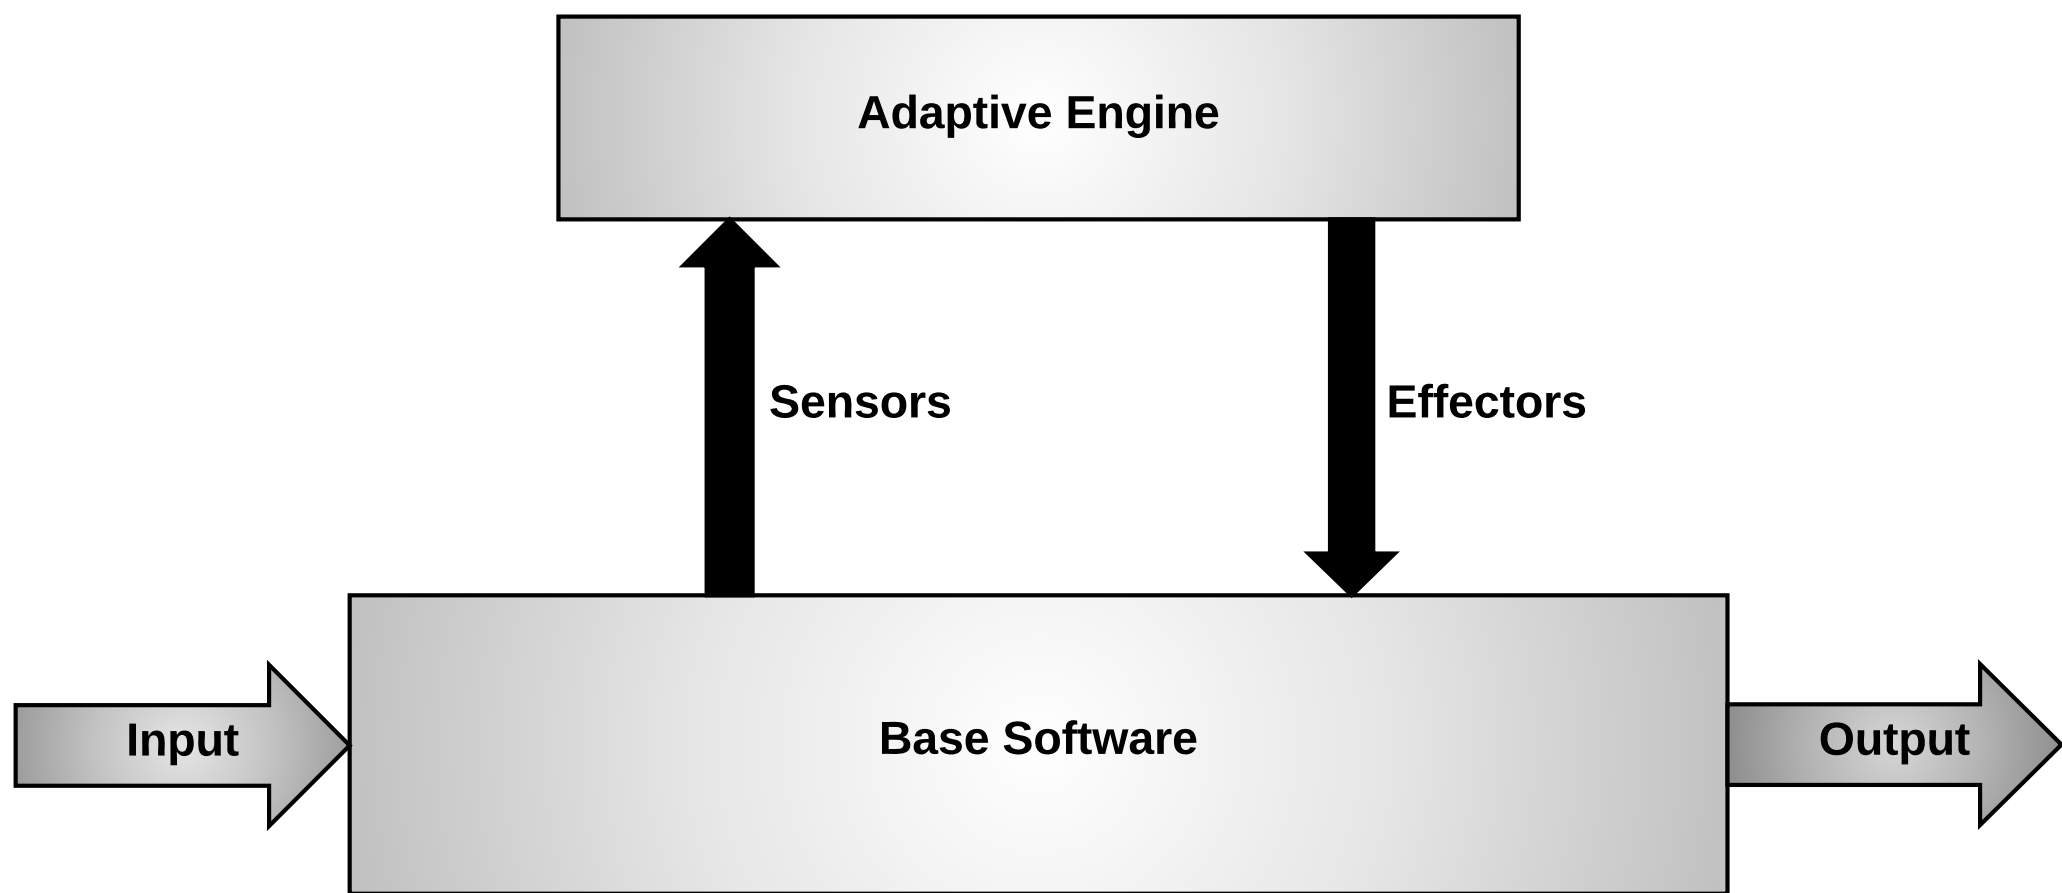 Adaptive Engine
Sensors
Effectors
Input
Base Software
Output